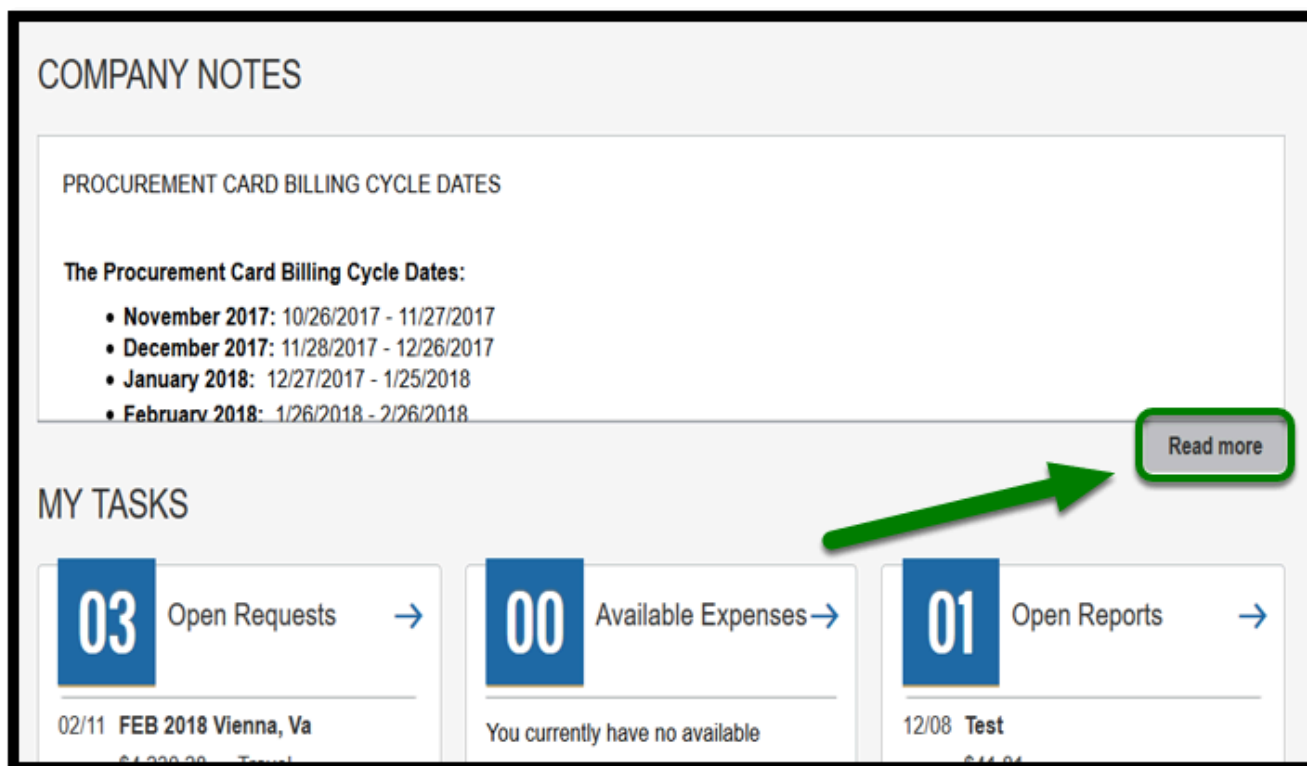 COMPANY NOTES
PROCUREMENT CARD BILLING CYCLE DATES
The Procurement Card Billing Cycle Dates:
• November 2017: 10/26/2017 - 11/27/2017
• December 2017: 11/28/2017 - 12/26/2017
• January 2018: 12/27/2017 - 1/25/2018
• February 2018: 1/26/2018 - 2/26/2018
Read more
MY TASKS
03 Open Requests →
02/11 FEB 2018 Vienna, Va
00 Available Expenses →
You currently have no available
01 Open Reports →
12/08 Test